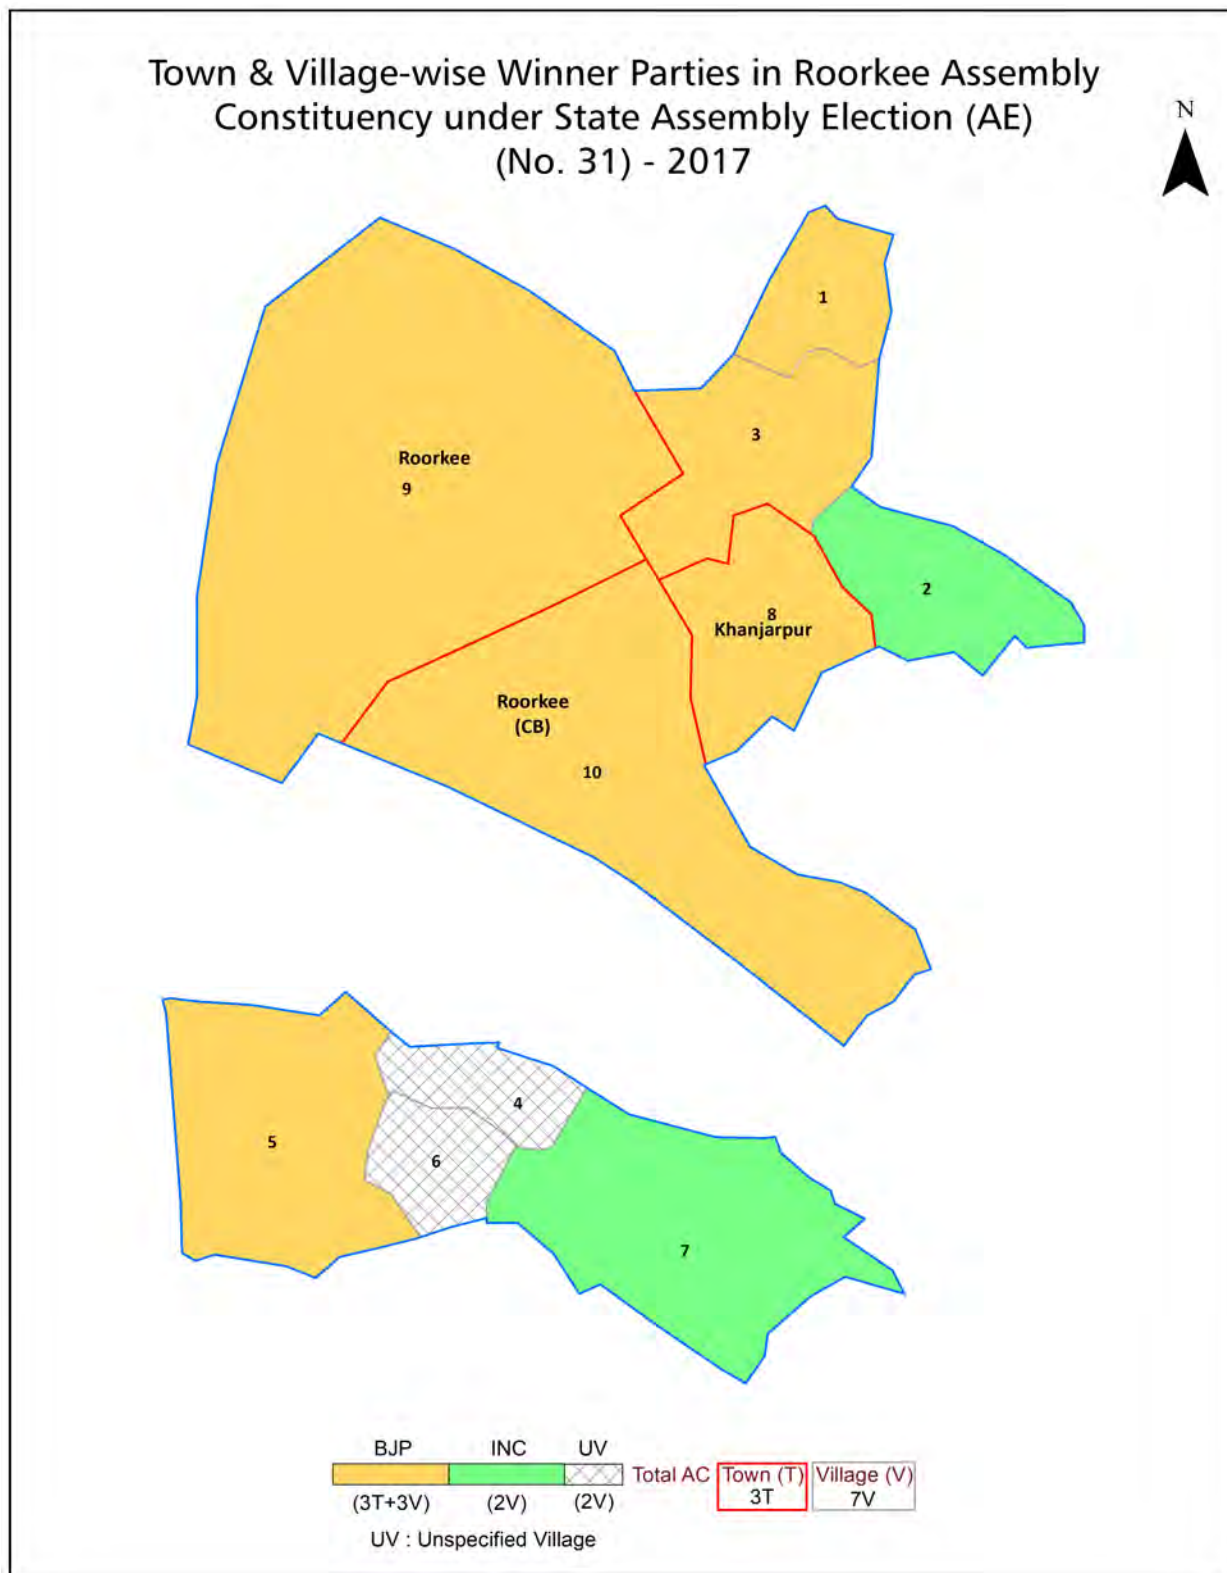 Town & Village-wise Winner Parties in Roorkee Assembly
Constituency under State Assembly Election (AE)
(No. 31) - 2017
N
1
3
Roorkee
9
2
8
Khanjarpur
Roorkee
(CB)
10
4
5
6
7
BJP INC UV
Total AC Town (T) Village (V)
3T 7V
(3T+3V) (2V) (2V)
UV : Unspecified Village